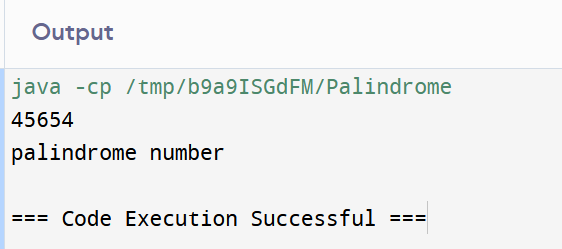 Output
java -cp /tmp/b9a9ISGdFM/Palindrome
45654
palindrome number
=== Code Execution Successful ===